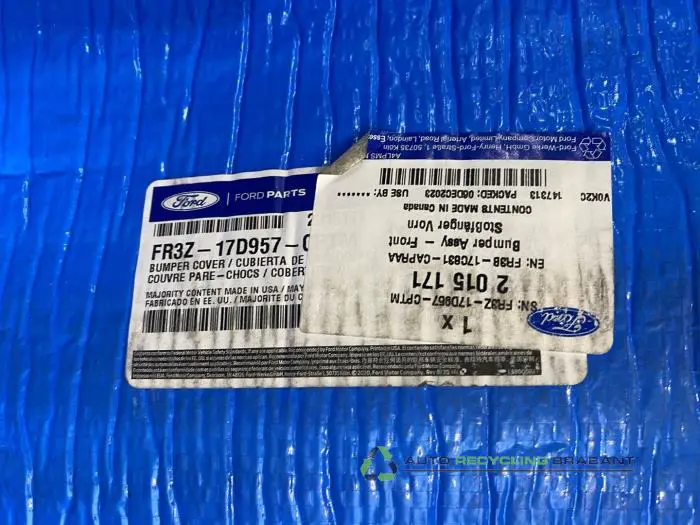 Ford
FORD PARTS
FR3Z-17D957-
BUMPER COVER / CUBIERTA DE
COUVRE PARE-CHOCS / COBERT
MAJORITY CONTENT MADE IN USA / MAY
FABRICADO EN EE. UU. / MAJORITE DU C
Ford
1 x
SN: FR3Z-17D957-CPTM
2 015 171
EN: FR3B-17C831-CAPRAA
Bumper Assy - Front
Stoßfänger Vorn
CONTENTS MADE IN Canada
147313 PACKED: 06DEC2023 USE BY: ......
V0K2C
Ford-Werke GmbH, Henry-Ford-Straße 1, 50735 Köln
Ford Motor Company Limited, Arterial Road, Laindon, Esse
AUTO RECYCLING BRABANT